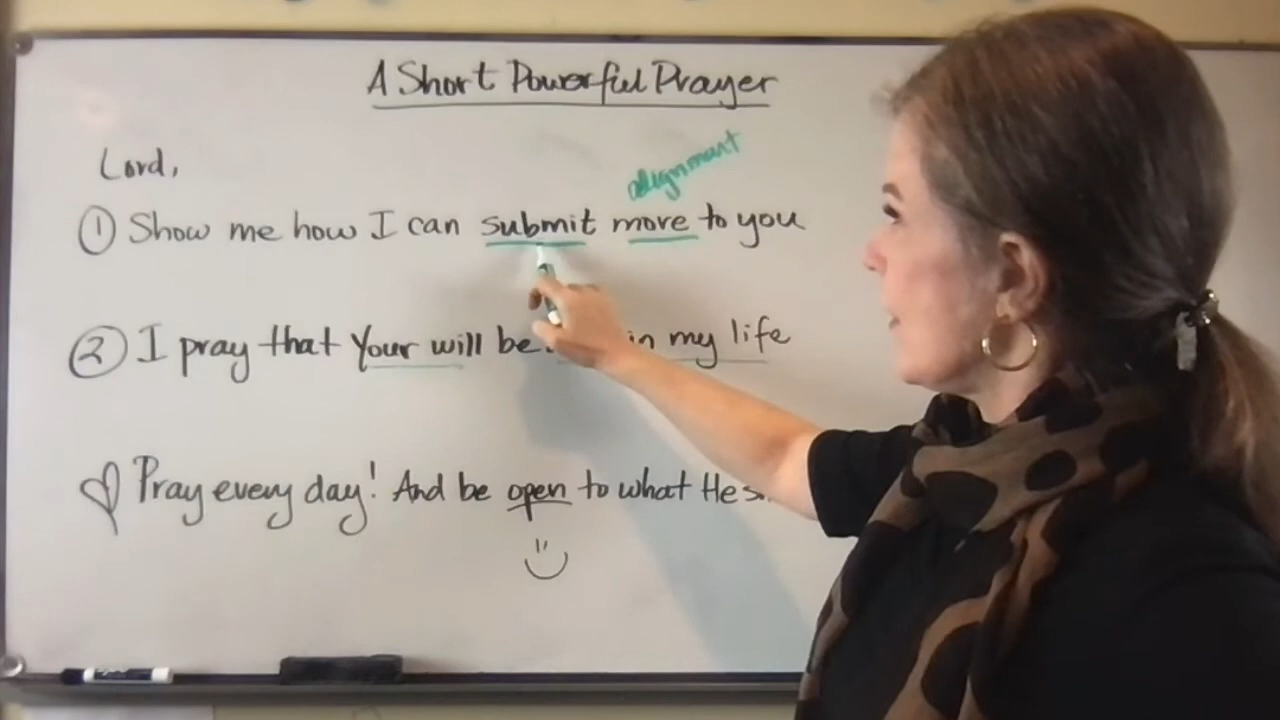 A Short Powerful Prayer
Lord,
alignment
① Show me how I can submit more to you
② I pray that Your will be in my life
Pray every day! And be open to what He